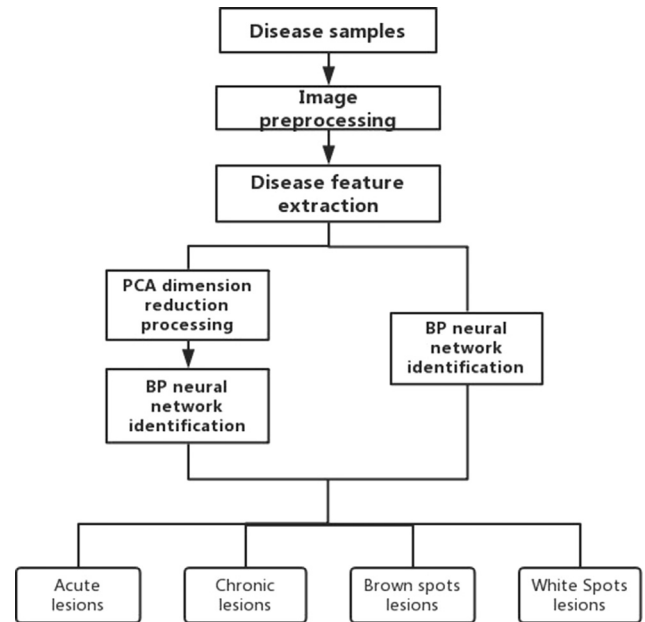 Disease samples
Image
preprocessing
Disease feature
extraction
PCA dimension
reduction
processing
BP neural
network
identification
BP neural
network
identification
Acute
lesions
Chronic
lesions
Brown spots
lesions
White Spots
lesions